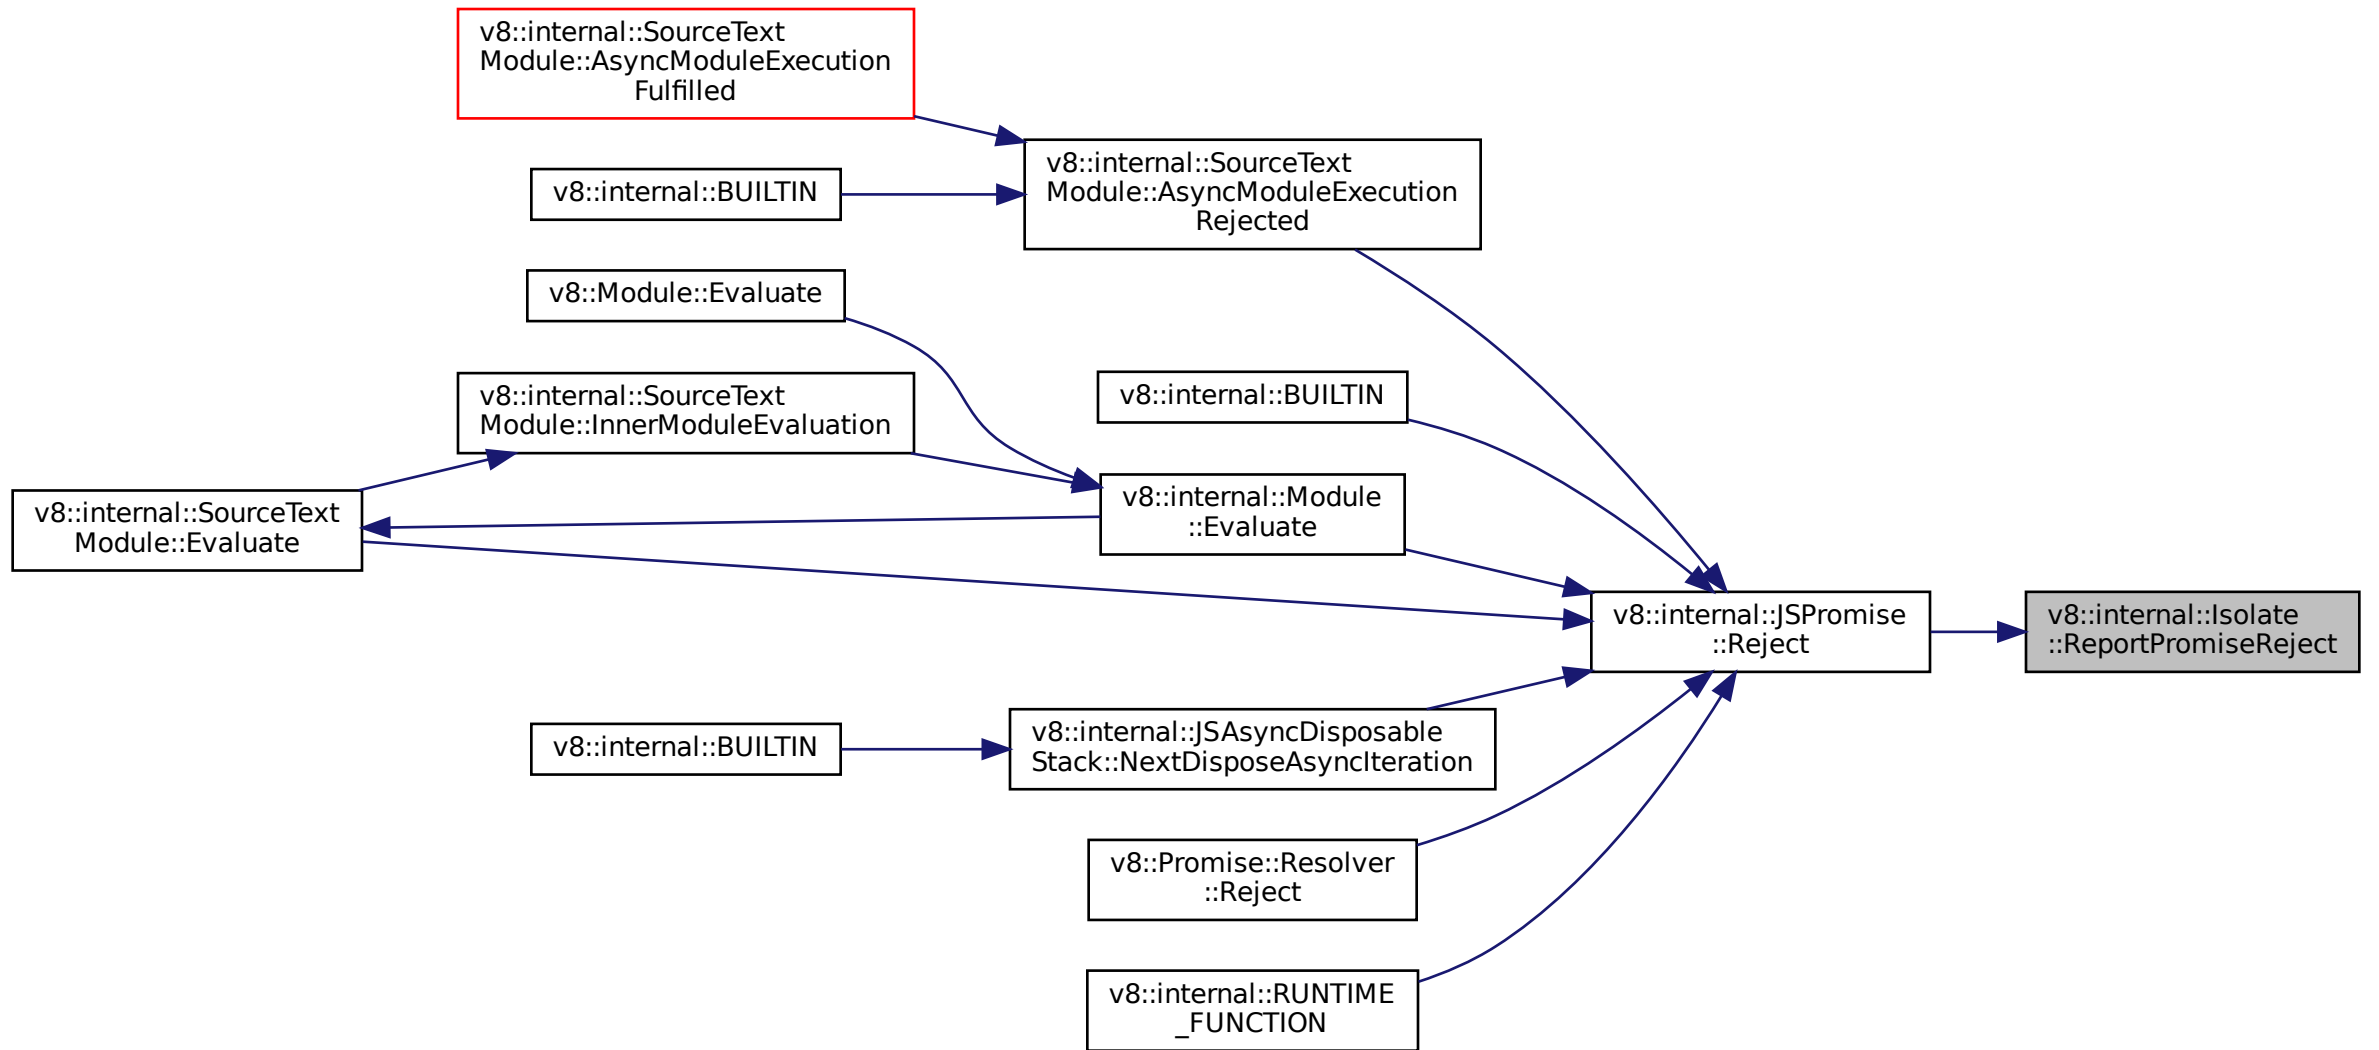 v8::internal::SourceText
Module::AsyncModuleExecution
Fulfilled
v8::internal::SourceText
Module::AsyncModuleExecution
Rejected
v8::internal::BUILTIN
v8::Module::Evaluate
v8::internal::SourceText
Module::InnerModuleEvaluation
v8::internal::BUILTIN
v8::internal::SourceText
Module::Evaluate
v8::internal::Module
::Evaluate
v8::internal::JSPromise
::Reject
v8::internal::Isolate
::ReportPromiseReject
v8::internal::BUILTIN
v8::internal::JSAsyncDisposable
Stack::NextDisposeAsyncIteration
v8::Promise::Resolver
::Reject
v8::internal::RUNTIME
_FUNCTION